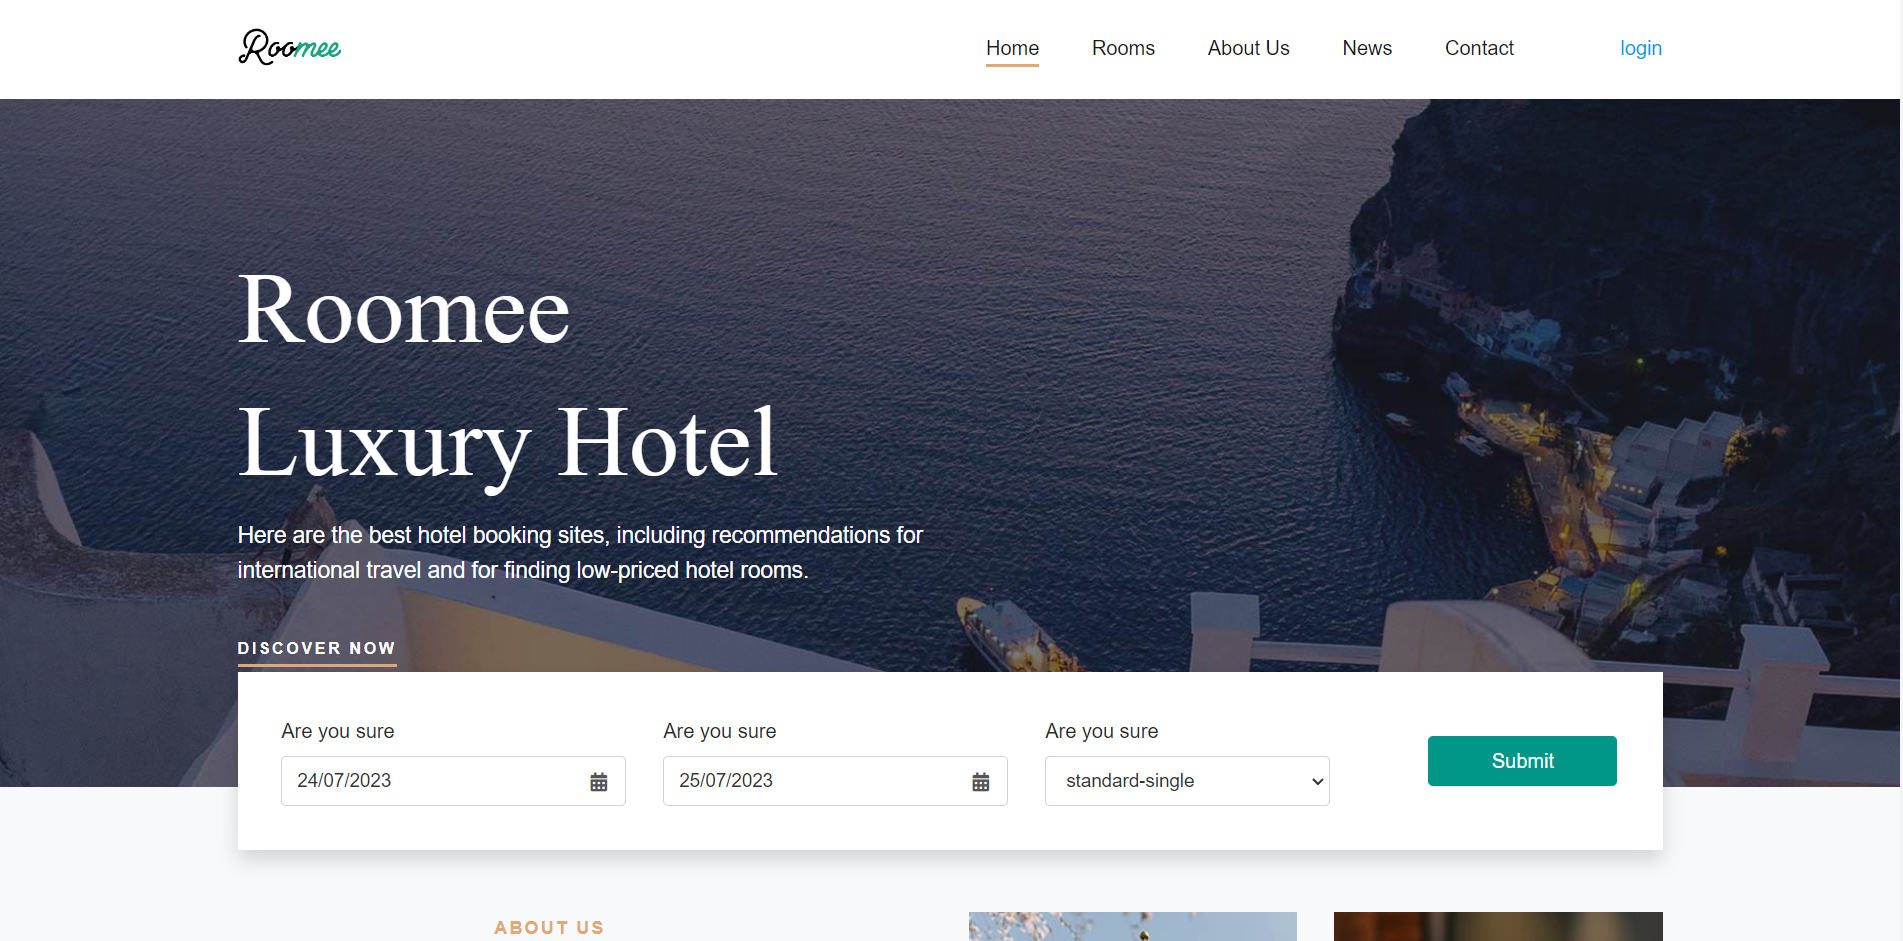 Roomee
Home Rooms About Us News Contact login
Roomee
Luxury Hotel
Here are the best hotel booking sites, including recommendations for
international travel and for finding low-priced hotel rooms.
DISCOVER NOW
Are you sure Are you sure Are you sure
24/07/2023 25/07/2023 standard-single Submit
ABOUT US